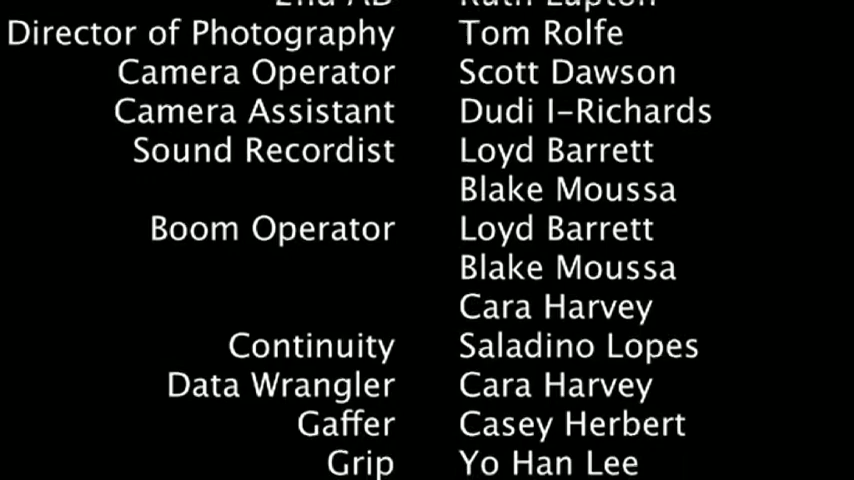 2nd AD Ruth Lupton
Director of Photography Tom Rolfe
Camera Operator Scott Dawson
Camera Assistant Dudi I-Richards
Sound Recordist Loyd Barrett
Blake Moussa
Boom Operator Loyd Barrett
Blake Moussa
Cara Harvey
Continuity Saladino Lopes
Data Wrangler Cara Harvey
Gaffer Casey Herbert
Grip Yo Han Lee